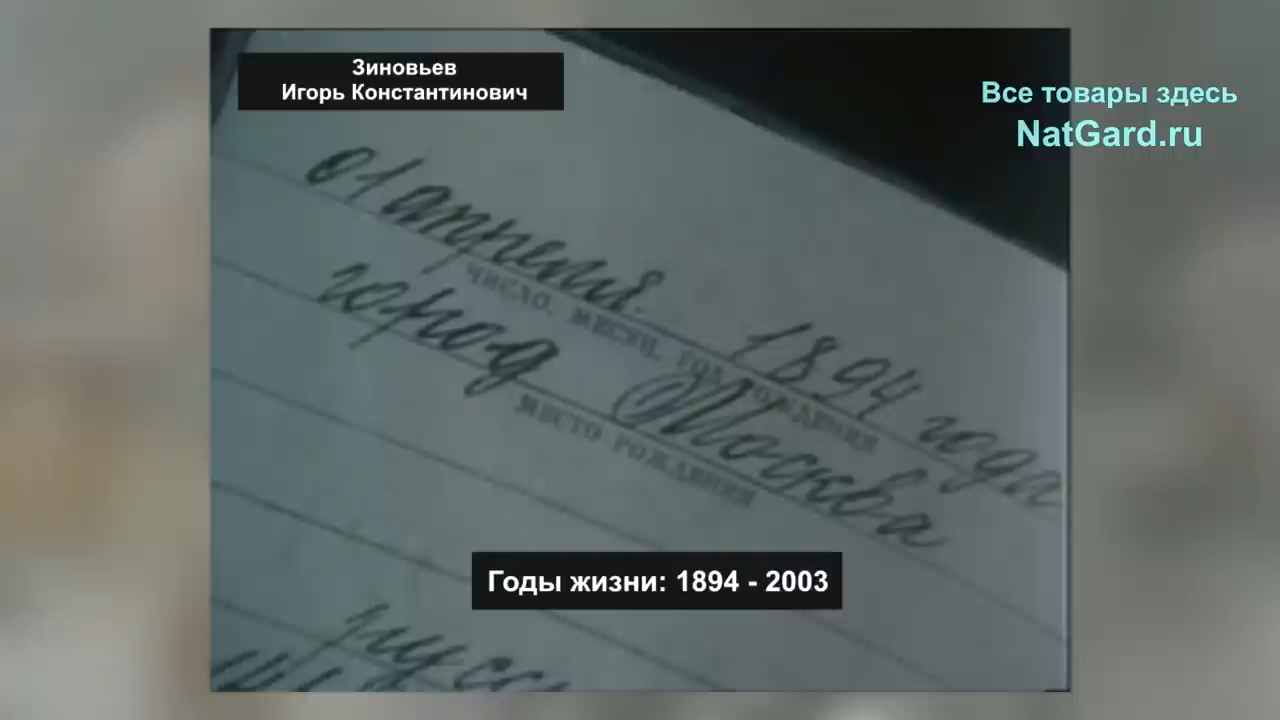 Зиновьев
Игорь Константинович
Все товары здесь
NatGard.ru
01 апреля 1894 года
ЧИСЛО, МЕСЯЦ, ГОД РОЖДЕНИЯ
город Москва
МЕСТО РОЖДЕНИЯ
Годы жизни: 1894 - 2003